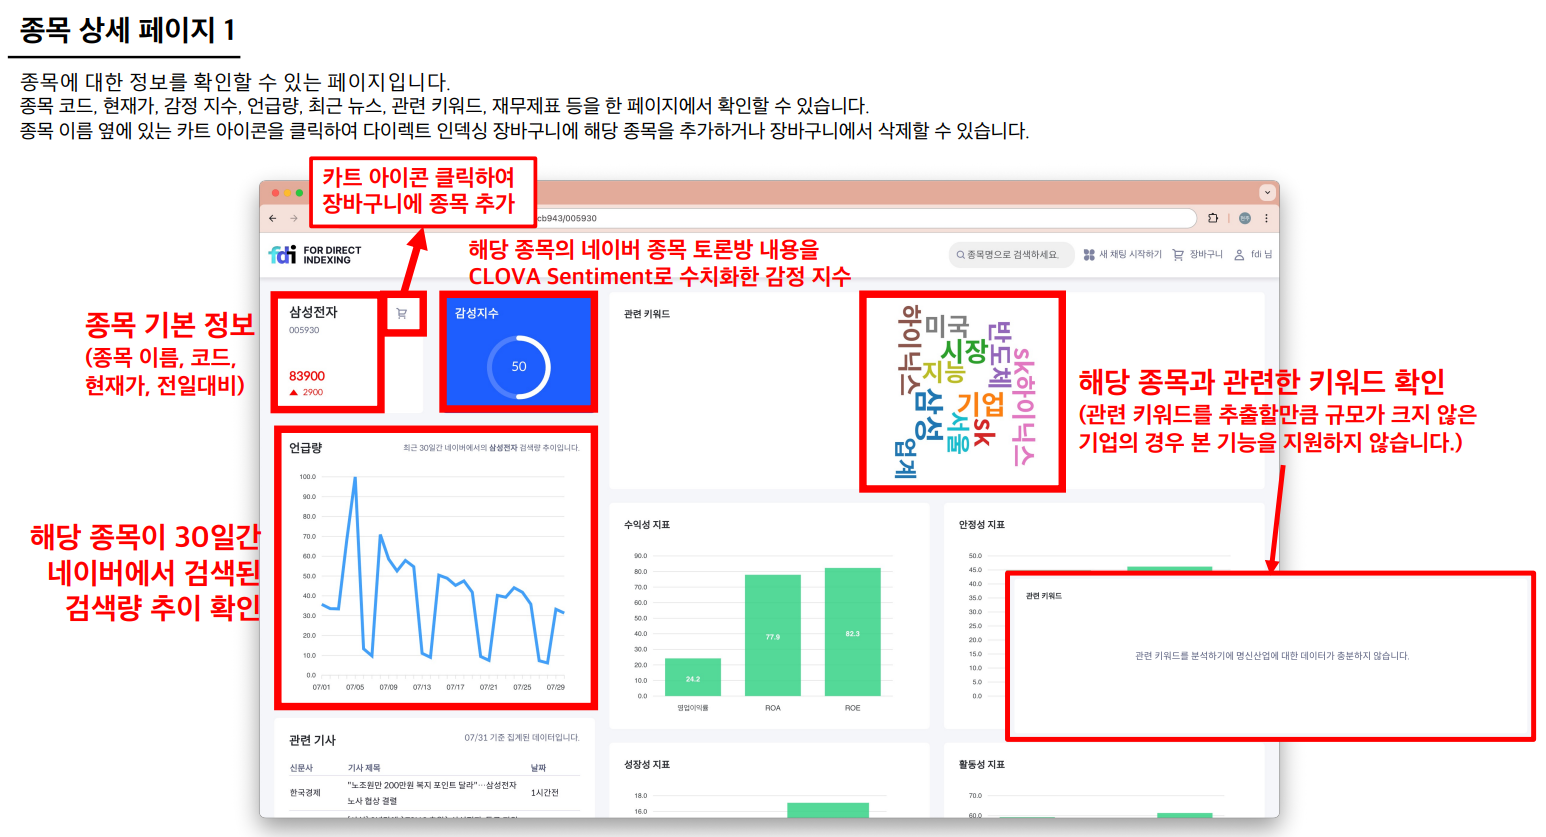 종목 상세 페이지 1
종목에 대한 정보를 확인할 수 있는 페이지입니다.
종목 코드, 현재가, 감정 지수, 언급량, 최근 뉴스, 관련 키워드, 재무제표 등을 한 페이지에서 확인할 수 있습니다.
종목 이름 옆에 있는 카트 아이콘을 클릭하여 다이렉트 인덱싱 장바구니에 해당 종목을 추가하거나 장바구니에서 삭제할 수 있습니다.
카트 아이콘 클릭하여
장바구니에 종목 추가
cb943/005930
fdi FOR DIRECT
INDEXING
해당 종목의 네이버 종목 토론방 내용을
CLOVA Sentiment로 수치화한 감정 지수
종목명으로 검색하세요.
새 채팅 시작하기
장바구니
fdi 님
종목 기본 정보
(종목 이름, 코드,
현재가, 전일대비)
삼성전자
005930
83900
▲ 2900
감성지수
50
관련 키워드
하이닉스
미국
시장
반도체
지능
sk하이닉스
삼성
기업
서울
sk
업계
해당 종목과 관련한 키워드 확인
(관련 키워드를 추출할만큼 규모가 크지 않은
기업의 경우 본 기능을 지원하지 않습니다.)
해당 종목이 30일간
네이버에서 검색된
검색량 추이 확인
언급량
최근 30일간 네이버에서의 삼성전자 검색량 추이입니다.
100.0
90.0
80.0
70.0
60.0
50.0
40.0
30.0
20.0
10.0
0.0
07/01 07/05 07/09 07/13 07/17 07/21 07/25 07/29
수익성 지표
90.0
80.0
70.0
60.0
50.0
40.0
30.0
20.0
10.0
0.0
24.2
77.9
82.3
영업이익률 ROA ROE
안정성 지표
50.0
45.0
40.0
35.0
30.0
25.0
20.0
15.0
10.0
5.0
0.0
관련 키워드
관련 키워드를 분석하기에 명신산업에 대한 데이터가 충분하지 않습니다.
관련 기사
07/31 기준 집계된 데이터입니다.
신문사 기사 제목 날짜
한국경제
"노조원만 200만원 복지 포인트 달라"…삼성전자
노사 협상 결렬
1시간전
성장성 지표
18.0
16.0
활동성 지표
70.0
60.0